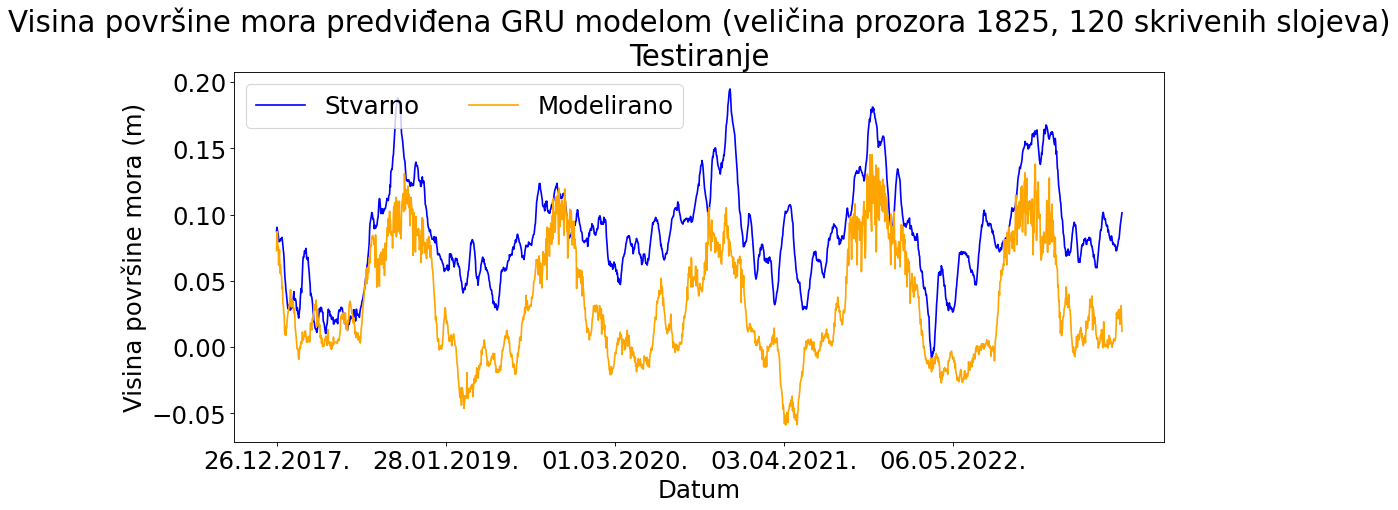 Visina površine mora predviđena GRU modelom (veličina prozora 1825, 120 skrivenih slojeva)
Testiranje
Stvarno
Modelirano
Visina površine mora (m)
0.20
0.15
0.10
0.05
0.00
−0.05
26.12.2017.
28.01.2019.
01.03.2020.
03.04.2021.
06.05.2022.
Datum